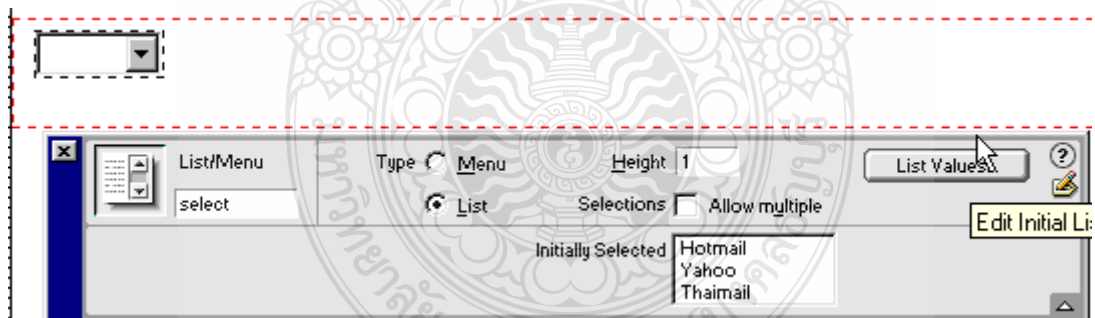 List/Menu
Type Menu Height 1
List Values...
select
List Selections Allow multiple
Edit Initial Li
Initially Selected Hotmail
Yahoo
Thaimail